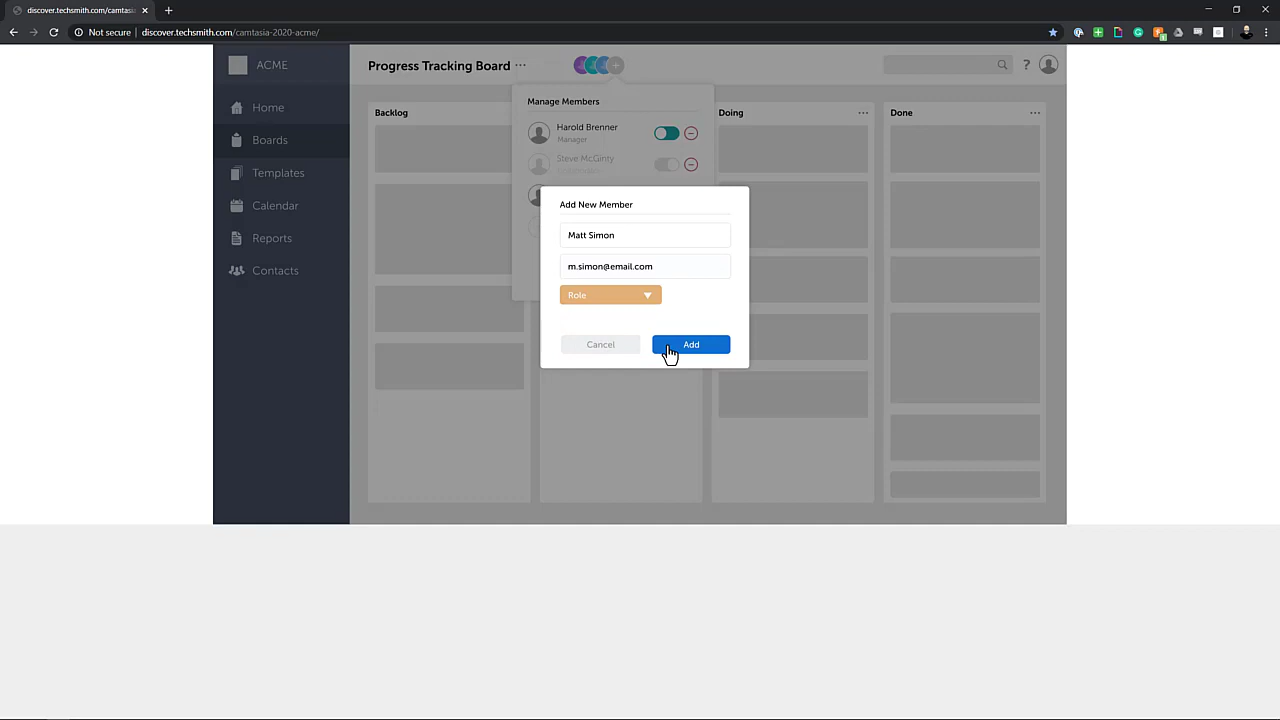 discover.techsmith.com/camtasia
Not secure
discover.techsmith.com/camtasia-2020-acme/
ACME
Progress Tracking Board
?
Home
Boards
Templates
Calendar
Reports
Contacts
Manage Members
Harold Brenner
Manager
Steve McGinty
Backlog
Doing
Done
Add New Member
Matt Simon
m.simon@email.com
Role
Cancel
Add